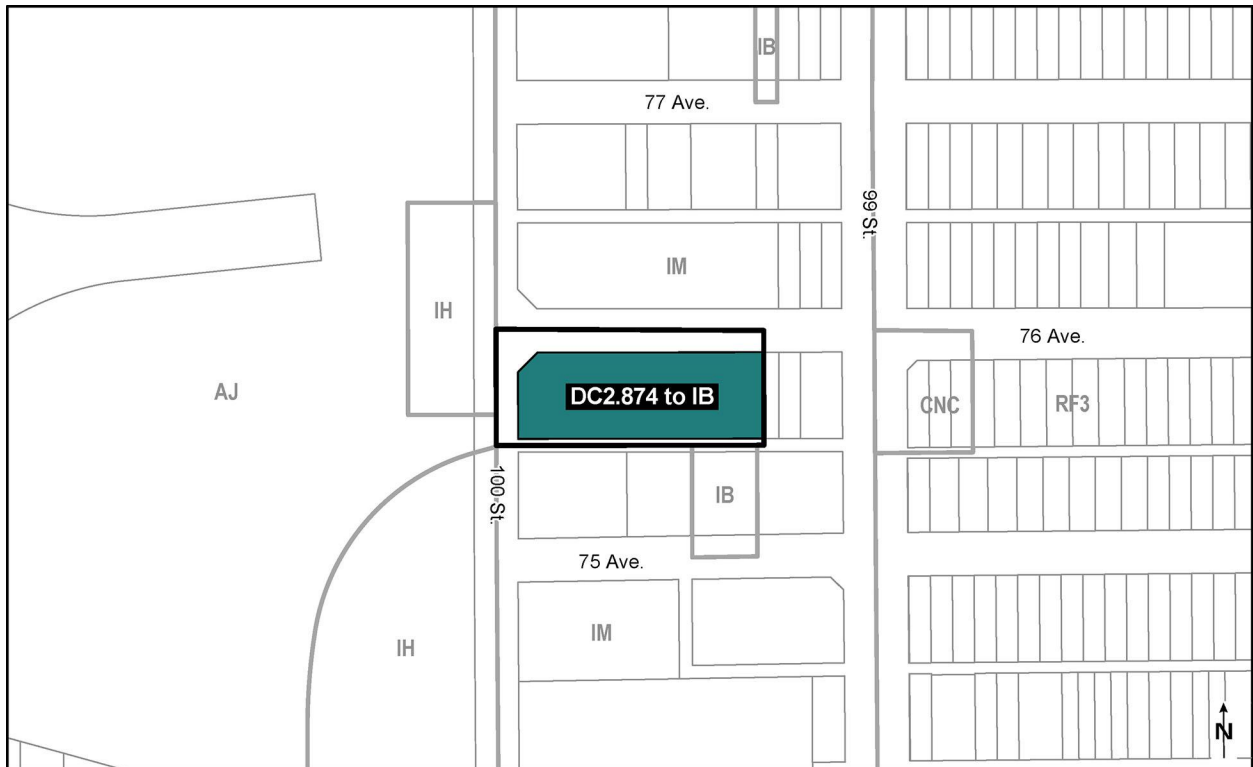 IB
77 Ave.
99 St.
IM
IH
76 Ave.
AJ
DC2.874 to IB
CNC
RF3
100 St.
IB
75 Ave.
IM
IH
N